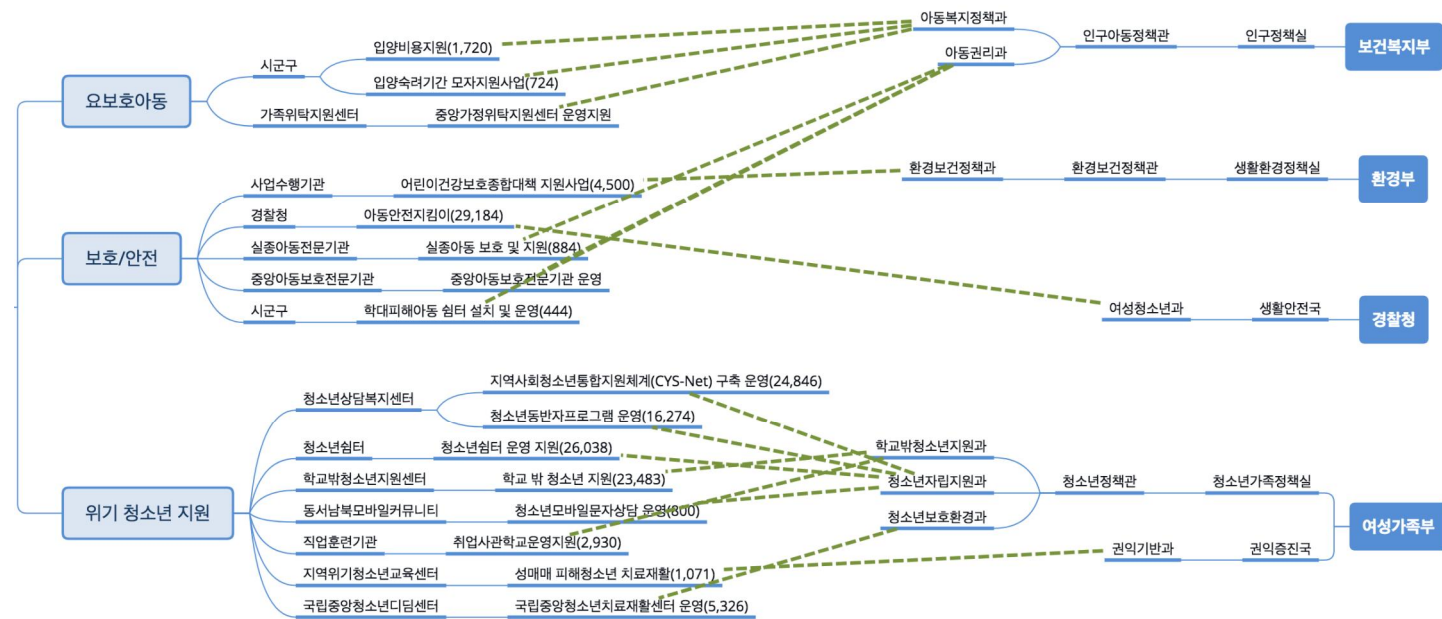 아동복지정책과
입양비용지원(1,720)
인구아동정책관
인구정책실
보건복지부
시군구
아동권리과
입양숙려기간 모자지원사업(724)
요보호아동
가족위탁지원센터
중앙가정위탁지원센터 운영지원
환경보건정책과
환경보건정책관
생활환경정책실
환경부
사업수행기관
어린이건강보호종합대책 지원사업(4,500)
경찰청
아동안전지킴이(29,184)
보호/안전
실종아동전문기관
실종아동 보호 및 지원(884)
중앙아동보호전문기관
중앙아동보호전문기관 운영
시군구
학대피해아동 쉼터 설치 및 운영(444)
여성청소년과
생활안전국
경찰청
지역사회청소년통합지원체계(CYS-Net) 구축 운영(24,846)
청소년상담복지센터
청소년동반자프로그램 운영(16,274)
청소년쉼터
청소년쉼터 운영 지원(26,038)
학교밖청소년지원과
학교밖청소년지원센터
학교 밖 청소년 지원(23,483)
청소년자립지원과
청소년정책관
청소년가족정책실
위기 청소년 지원
동서남북모바일커뮤니티
청소년모바일문자상담 운영(800)
청소년보호환경과
여성가족부
직업훈련기관
취업사관학교운영지원(2,930)
권익기반과
권익증진국
지역위기청소년교육센터
성매매 피해청소년 치료재활(1,071)
국립중앙청소년디딤센터
국립중앙청소년치료재활센터 운영(5,326)